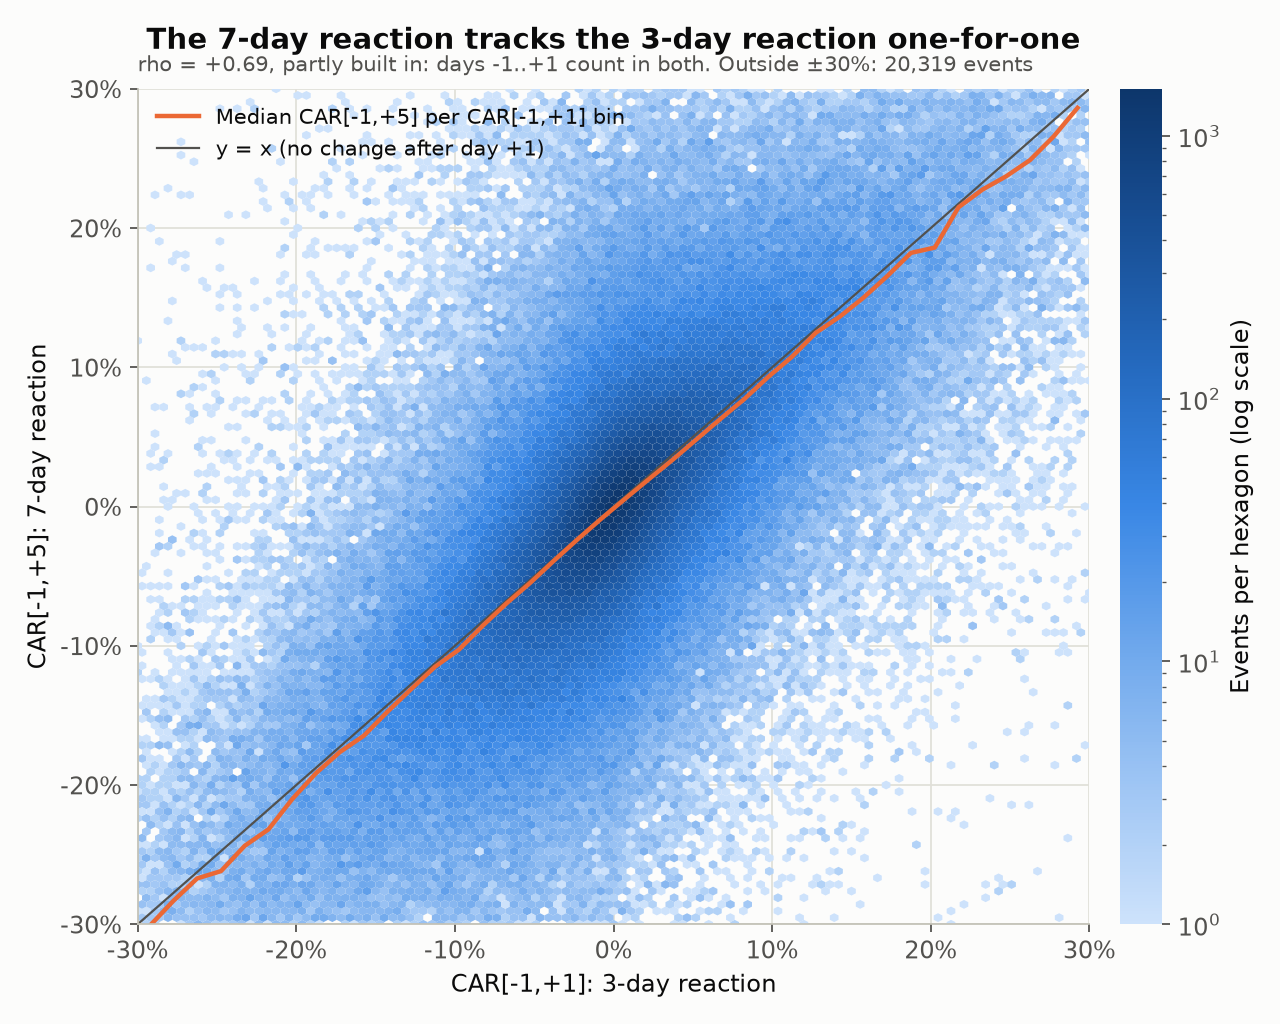 The 7-day reaction tracks the 3-day reaction one-for-one
rho = +0.69, partly built in: days -1..+1 count in both. Outside ±30%: 20,319 events
Median CAR[-1,+5] per CAR[-1,+1] bin
y = x (no change after day +1)
CAR[-1,+5]: 7-day reaction
30%
20%
10%
0%
-10%
-20%
-30%
-30%
-20%
-10%
0%
10%
20%
30%
CAR[-1,+1]: 3-day reaction
10³
10²
10¹
10⁰
Events per hexagon (log scale)